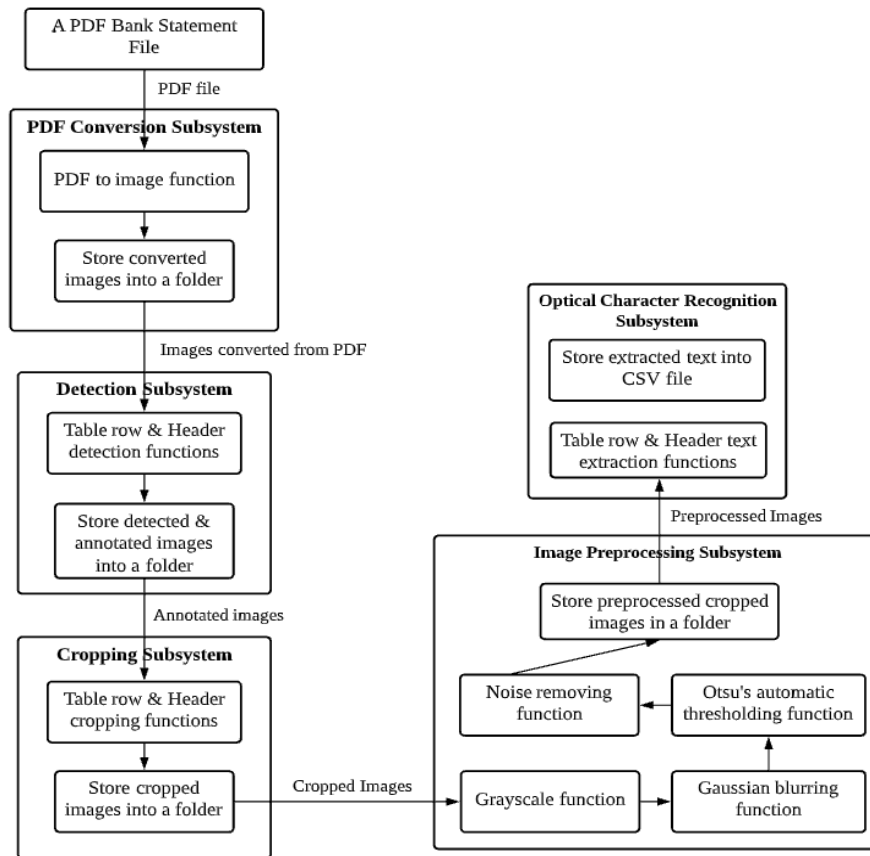 A PDF Bank Statement
File
PDF file
PDF Conversion Subsystem
PDF to image function
Store converted
images into a folder
Images converted from PDF
Detection Subsystem
Table row & Header
detection functions
Store detected &
annotated images
into a folder
Annotated images
Cropping Subsystem
Table row & Header
cropping functions
Store cropped
images into a folder
Cropped Images
Optical Character Recognition
Subsystem
Store extracted text into
CSV file
Table row & Header text
extraction functions
Preprocessed Images
Image Preprocessing Subsystem
Store preprocessed cropped
images in a folder
Noise removing
function
Otsu's automatic
thresholding function
Grayscale function
Gaussian blurring
function